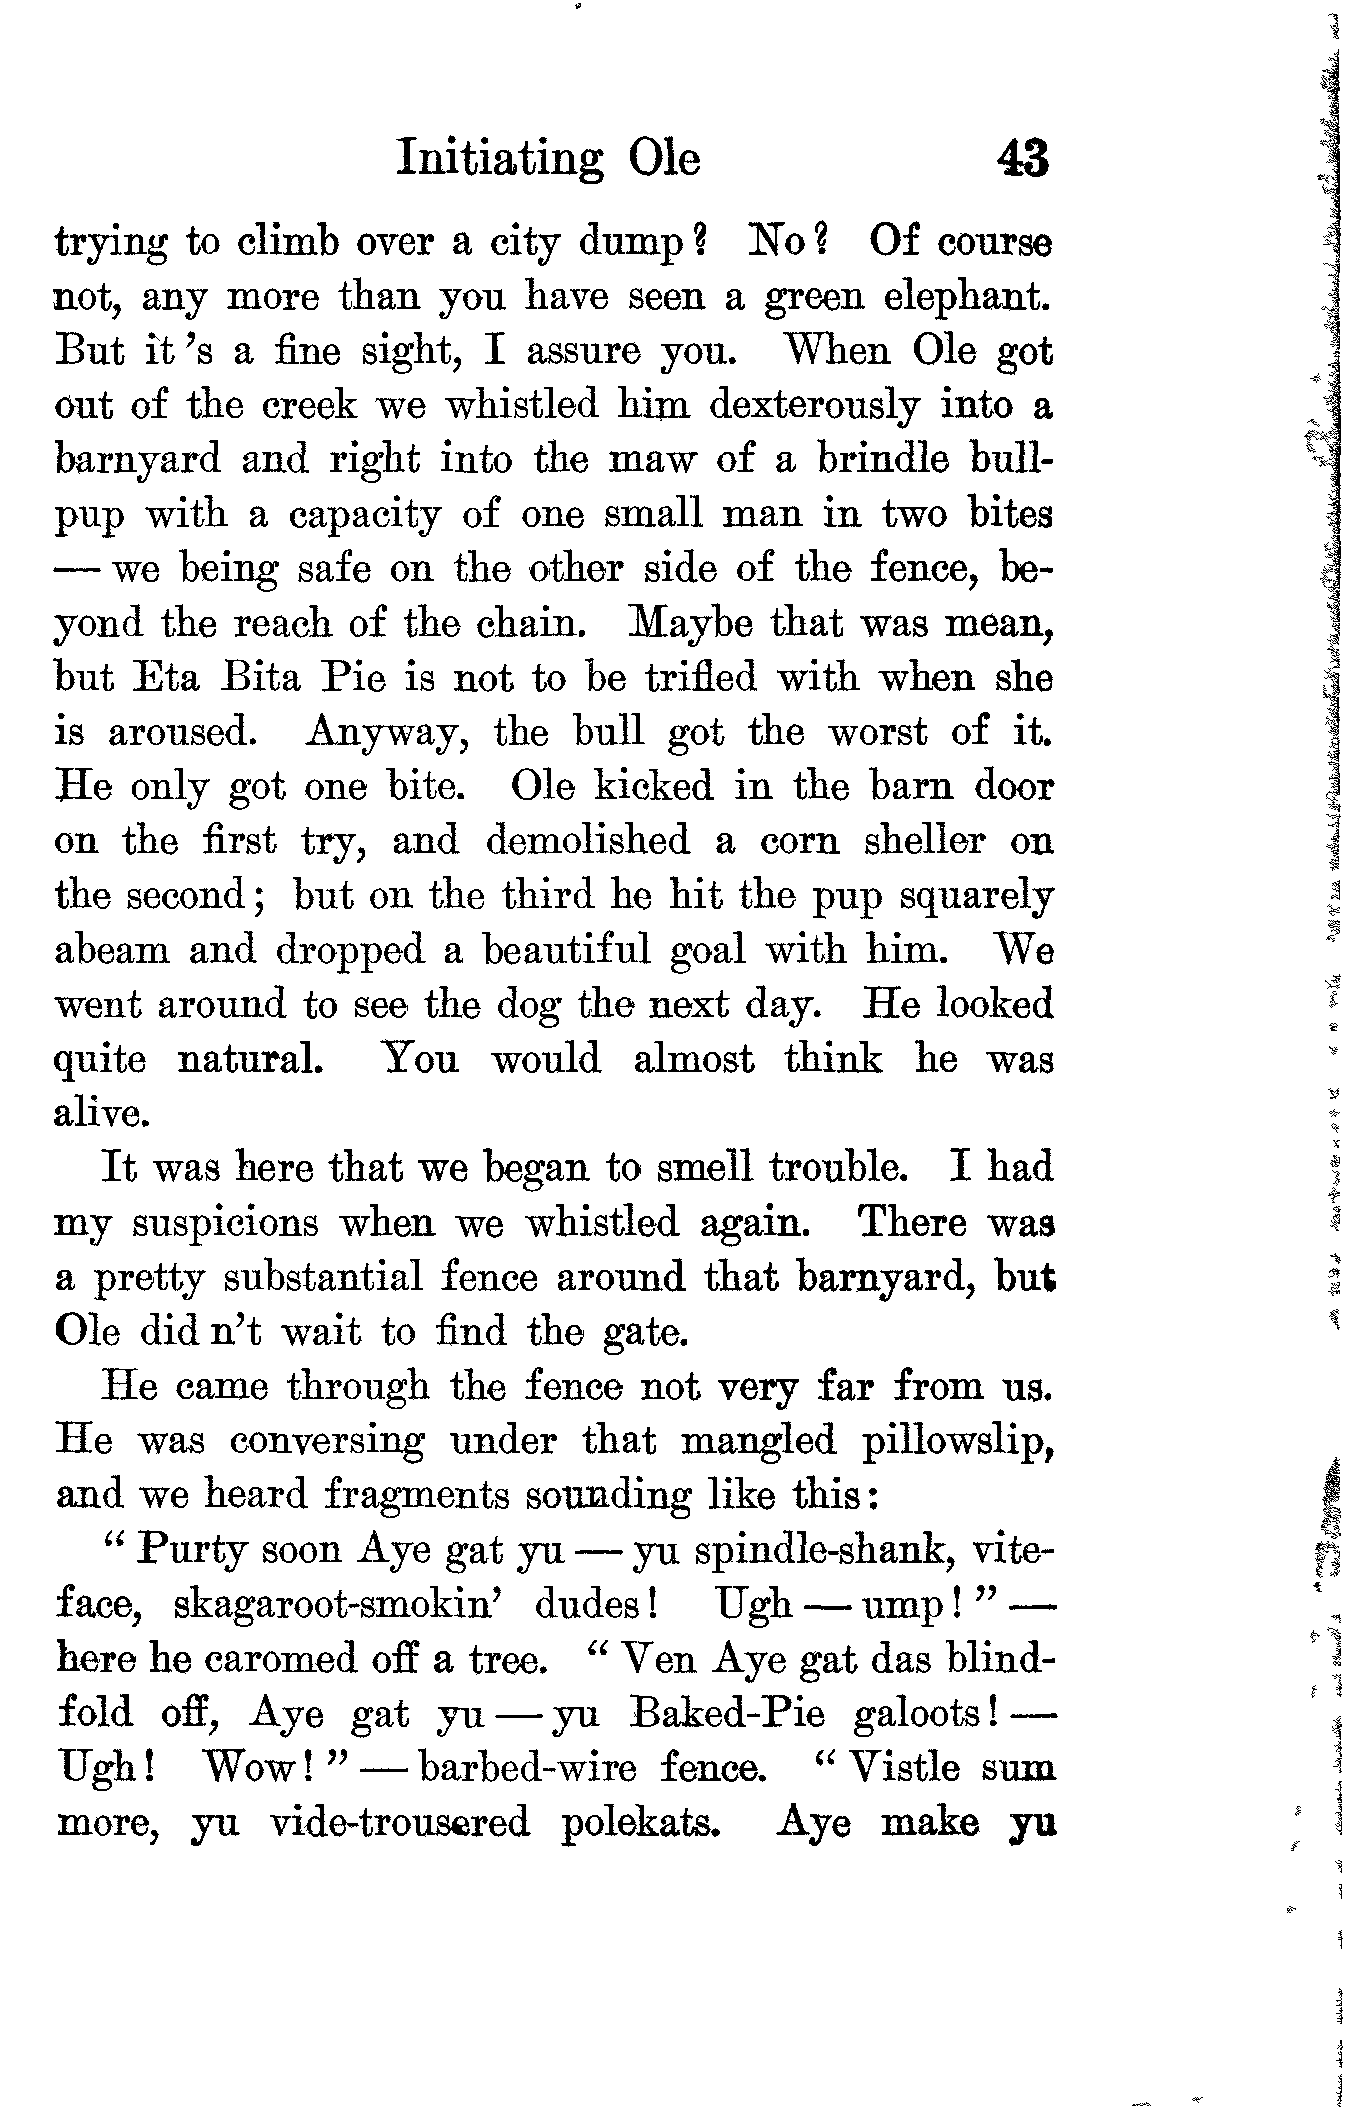 Initiating Ole 43
trying to climb over a city dump? No? Of course
not, any more than you have seen a green elephant.
But it's a fine sight, I assure you. When Ole got
out of the creek we whistled him dexterously into a
barnyard and right into the maw of a brindle bull-
pup with a capacity of one small man in two bites
— we being safe on the other side of the fence, be-
yond the reach of the chain. Maybe that was mean,
but Eta Bita Pie is not to be trifled with when she
is aroused. Anyway, the bull got the worst of it.
He only got one bite. Ole kicked in the barn door
on the first try, and demolished a corn sheller on
the second; but on the third he hit the pup squarely
abeam and dropped a beautiful goal with him. We
went around to see the dog the next day. He looked
quite natural. You would almost think he was
alive.
It was here that we began to smell trouble. I had
my suspicions when we whistled again. There was
a pretty substantial fence around that barnyard, but
Ole did n't wait to find the gate.
He came through the fence not very far from us.
He was conversing under that mangled pillowslip,
and we heard fragments sounding like this:
"Purty soon Aye gat yu — yu spindle-shank, vite-
face, skagaroot-smokin' dudes! Ugh — ump!" —
here he caromed off a tree. "Ven Aye gat das blind-
fold off, Aye gat yu — yu Baked-Pie galoots! —
Ugh! Wow!" — barbed-wire fence. "Vistle sum
more, yu vide-trousered polekats. Aye make yu